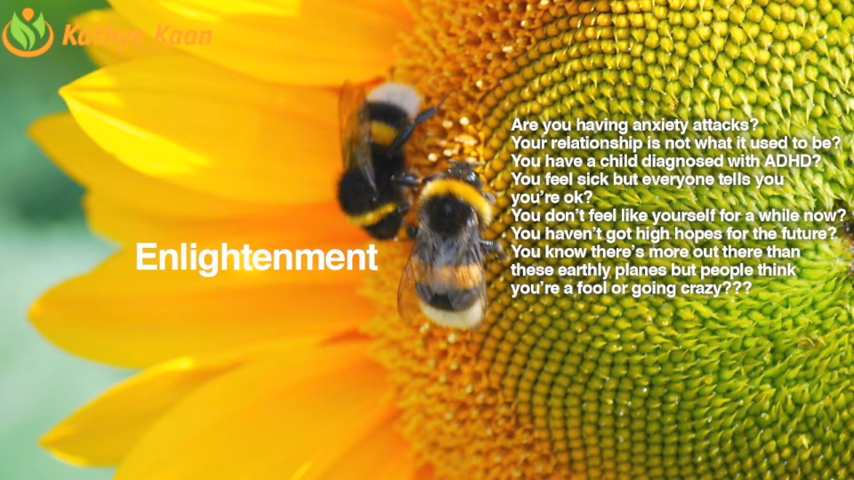 Kathye Kaan
Enlightenment
Are you having anxiety attacks?
Your relationship is not what it used to be?
You have a child diagnosed with ADHD?
You feel sick but everyone tells you
you're ok?
You don't feel like yourself for a while now?
You haven't got high hopes for the future?
You know there's more out there than
these earthly planes but people think
you're a fool or going crazy???